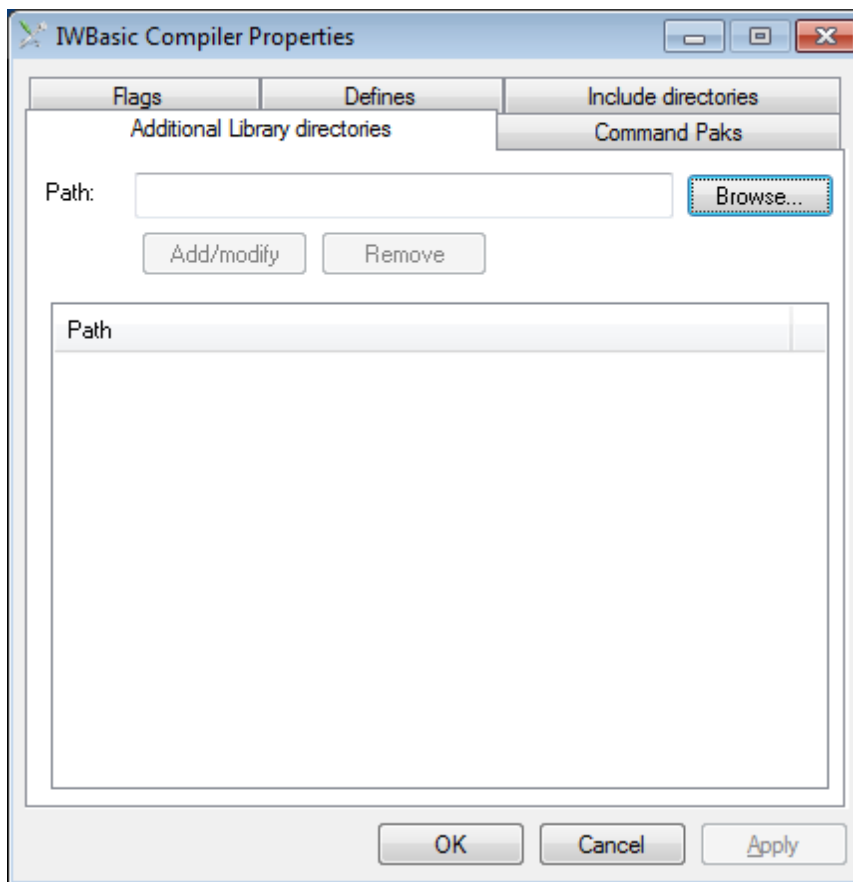 IWBasic Compiler Properties
Flags Defines Include directories
Additional Library directories Command Paks
Path: Browse...
Add/modify Remove
Path
OK Cancel Apply